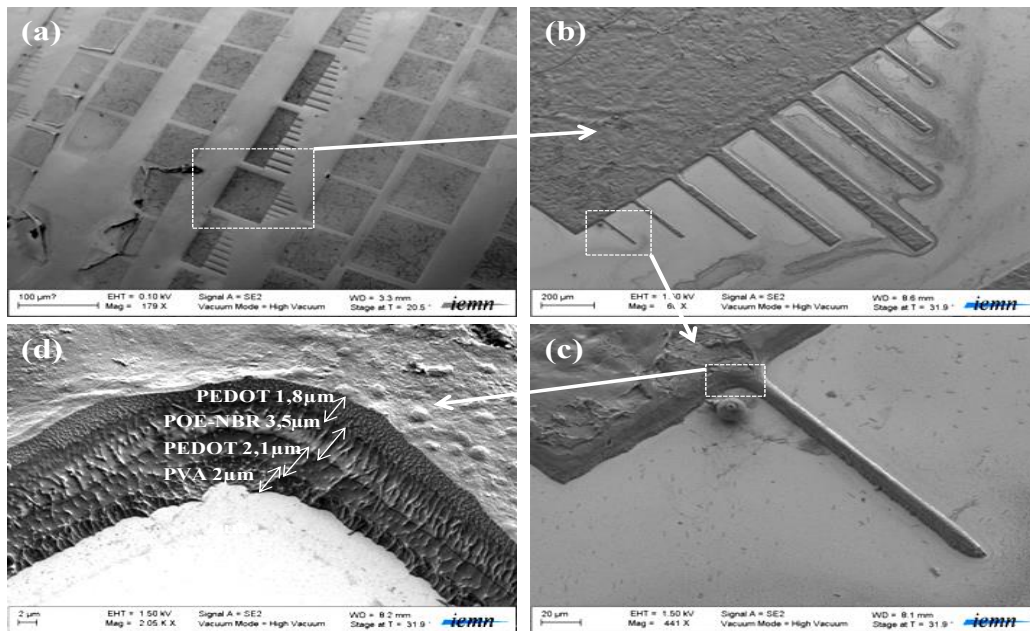 (a)
100 µm?
EHT = 0.10 kV
Mag = 179 X
Signal A = SE2
Vacuum Mode = High Vacuum
WD = 3.3 mm
Stage at T = 20.5 °
iemn
(b)
200 µm
Signal A = SE2
Vacuum Mode = High Vacuum
WD = 8.6 mm
Stage at T = 31.9 °
iemn
(d)
PEDOT 1,8µm
POE-NBR 3,5µm
PEDOT 2,1µm
PVA 2µm
2 µm
EHT = 1.50 kV
Mag = 2.05 K X
Signal A = SE2
Vacuum Mode = High Vacuum
WD = 8.2 mm
Stage at T = 31.9 °
iemn
(c)
20 µm
EHT = 1.50 kV
Mag = 441 X
Signal A = SE2
Vacuum Mode = High Vacuum
WD = 8.1 mm
Stage at T = 31.9 °
iemn